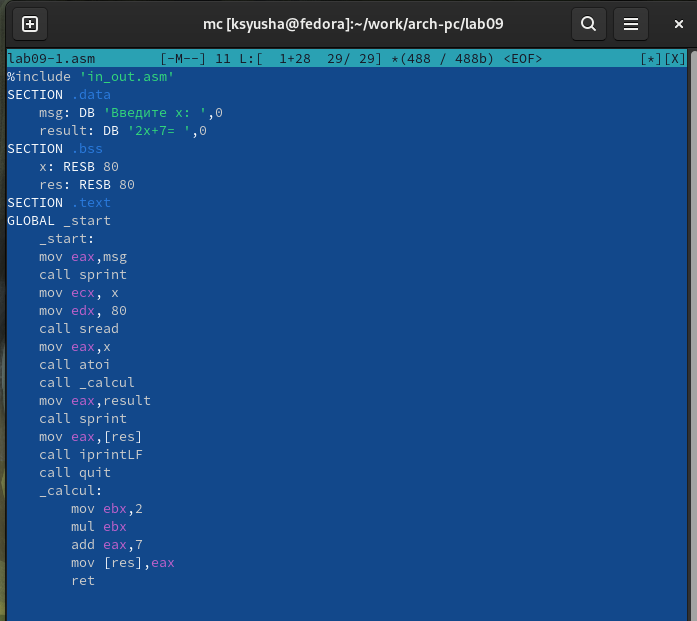 mc [ksyusha@fedora]:~/work/arch-pc/lab09
lab09-1.asm [-M--] 11 L:[ 1+28 29/ 29] *(488 / 488b) <EOF> [*][X]
%include 'in_out.asm'
SECTION .data
msg: DB 'Введите x: ',0
result: DB '2x+7= ',0
SECTION .bss
x: RESB 80
res: RESB 80
SECTION .text
GLOBAL _start
_start:
mov eax,msg
call sprint
mov ecx, x
mov edx, 80
call sread
mov eax,x
call atoi
call _calcul
mov eax,result
call sprint
mov eax,[res]
call iprintLF
call quit
_calcul:
mov ebx,2
mul ebx
add eax,7
mov [res],eax
ret